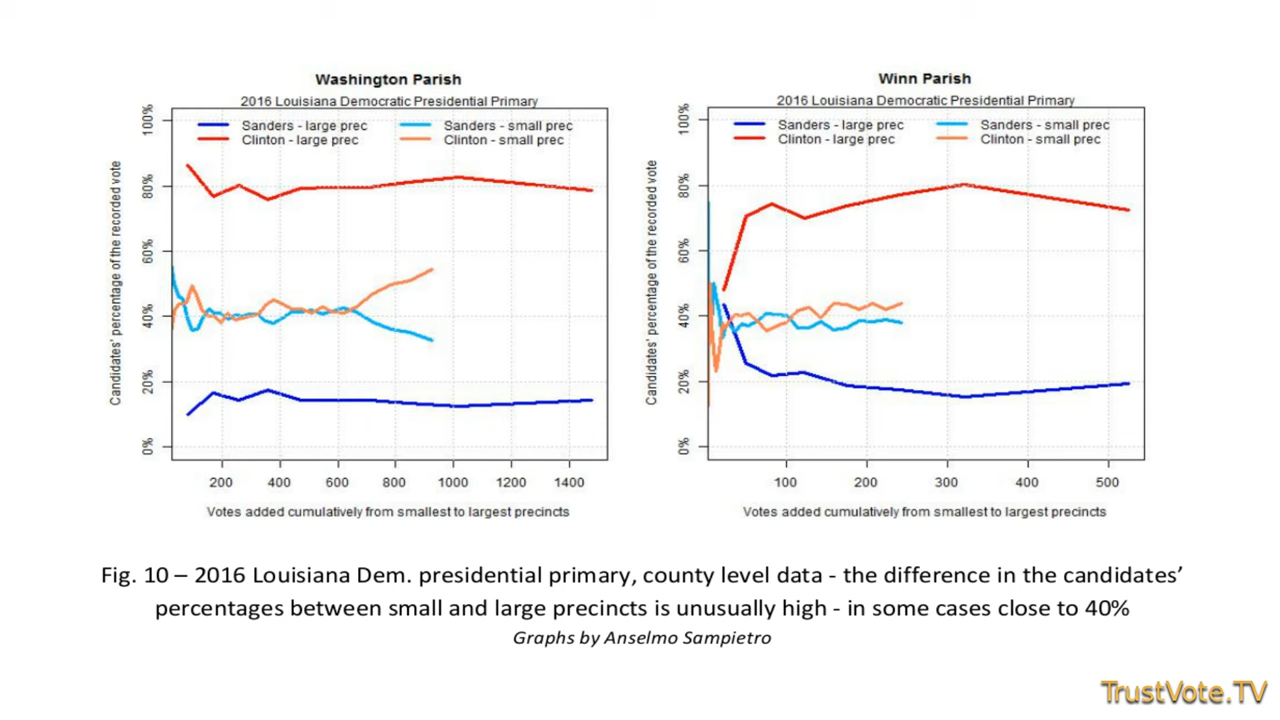 Washington Parish
2016 Louisiana Democratic Presidential Primary
Sanders - large prec
Clinton - large prec
Sanders - small prec
Clinton - small prec
Candidates' percentage of the recorded vote
100%
80%
60%
40%
20%
0%
200 400 600 800 1000 1200 1400
Votes added cumulatively from smallest to largest precincts
Winn Parish
2016 Louisiana Democratic Presidential Primary
Sanders - large prec
Clinton - large prec
Sanders - small prec
Clinton - small prec
Candidates' percentage of the recorded vote
100%
80%
60%
40%
20%
0%
100 200 300 400 500
Votes added cumulatively from smallest to largest precincts
Fig. 10 – 2016 Louisiana Dem. presidential primary, county level data - the difference in the candidates’
percentages between small and large precincts is unusually high - in some cases close to 40%
Graphs by Anselmo Sampietro
TrustVote.TV